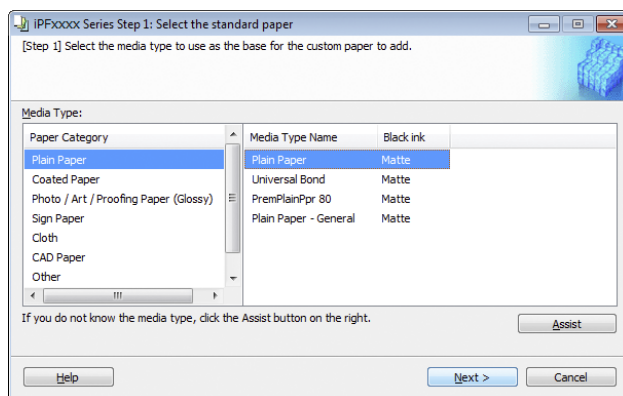 iPFxxxx Series Step 1: Select the standard paper
[Step 1] Select the media type to use as the base for the custom paper to add.
Media Type:
Paper Category
Plain Paper
Coated Paper
Photo / Art / Proofing Paper (Glossy)
Sign Paper
Cloth
CAD Paper
Other
Media Type Name Black ink
Plain Paper Matte
Universal Bond Matte
PremPlainPpr 80 Matte
Plain Paper - General Matte
If you do not know the media type, click the Assist button on the right.
Assist
Help Next > Cancel